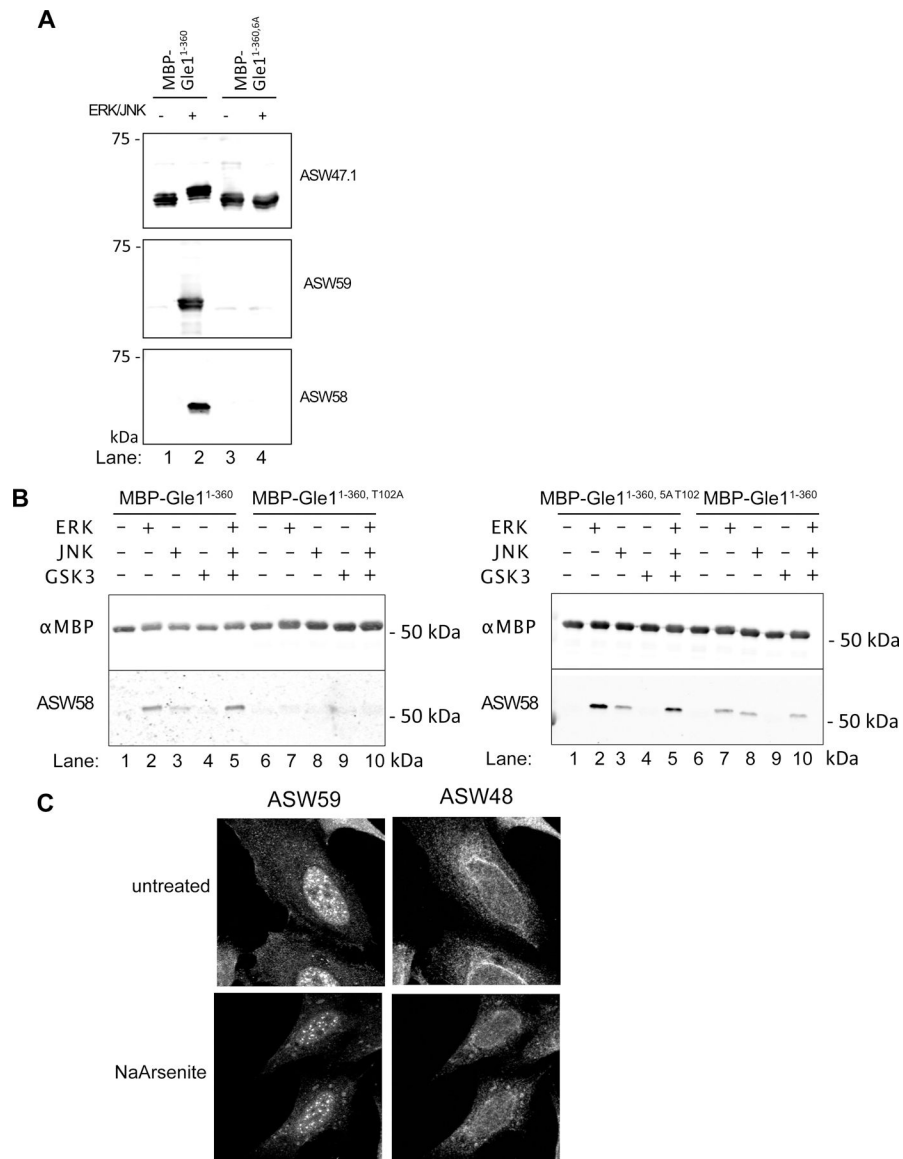 A
MBP-Gle1 1-360
MBP-Gle1 1-360,6A
ERK/JNK - + - +
75 -
ASW47.1
75 -
ASW59
75 -
ASW58
kDa
Lane: 1 2 3 4
B
MBP-Gle1 1-360 MBP-Gle1 1-360, T102A
ERK - + - - + - + - - +
JNK - - + - + - - + - +
GSK3 - - - + + - - - + +
αMBP - 50 kDa
ASW58 - 50 kDa
Lane: 1 2 3 4 5 6 7 8 9 10 kDa
MBP-Gle1 1-360, 5A T102 MBP-Gle1 1-360
ERK - + - - + - + - - +
JNK - - + - + - - + - +
GSK3 - - - + + - - - + +
αMBP - 50 kDa
ASW58 - 50 kDa
Lane: 1 2 3 4 5 6 7 8 9 10 kDa
C
ASW59 ASW48
untreated
NaArsenite